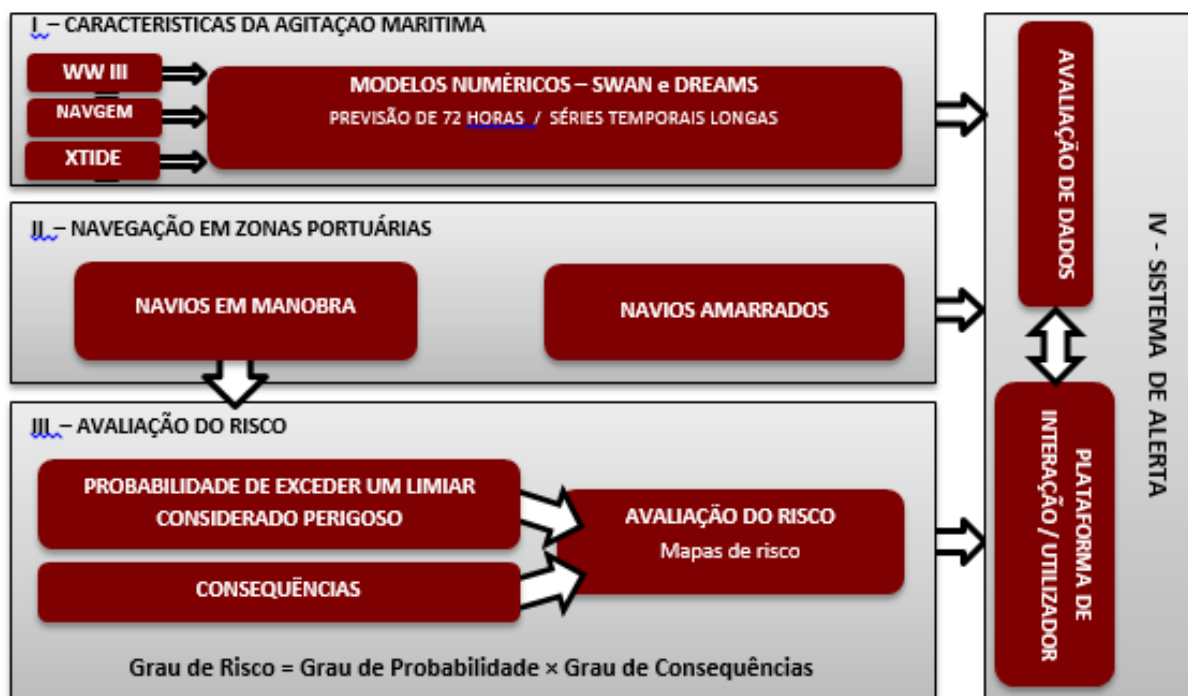 I – CARACTERISTICAS DA AGITAÇAO MARITIMA
WW III
NAVGEM
XTIDE
MODELOS NUMÉRICOS – SWAN e DREAMS
PREVISÃO DE 72 HORAS / SÉRIES TEMPORAIS LONGAS
II – NAVEGAÇÃO EM ZONAS PORTUÁRIAS
NAVIOS EM MANOBRA
NAVIOS AMARRADOS
III – AVALIAÇÃO DO RISCO
PROBABILIDADE DE EXCEDER UM LIMIAR
CONSIDERADO PERIGOSO
CONSEQUÊNCIAS
AVALIAÇÃO DO RISCO
Mapas de risco
Grau de Risco = Grau de Probabilidade × Grau de Consequências
AVALIAÇÃO DE DADOS
PLATAFORMA DE
INTERAÇÃO / UTILIZADOR
IV - SISTEMA DE ALERTA